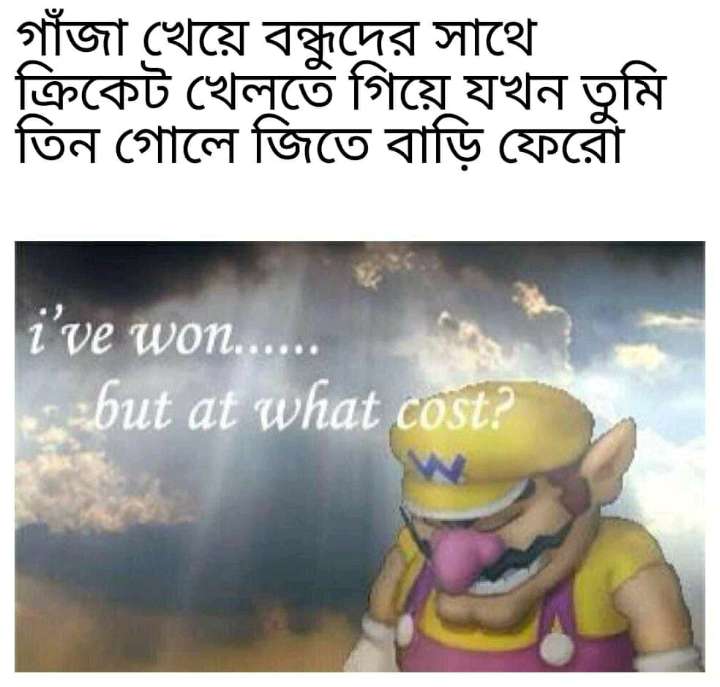 গাঁজা খেয়ে বন্ধুদের সাথে
ক্রিকেট খেলতে গিয়ে যখন তুমি
তিন গোলে জিতে বাড়ি ফেরো
i've won......
but at what cost?
W